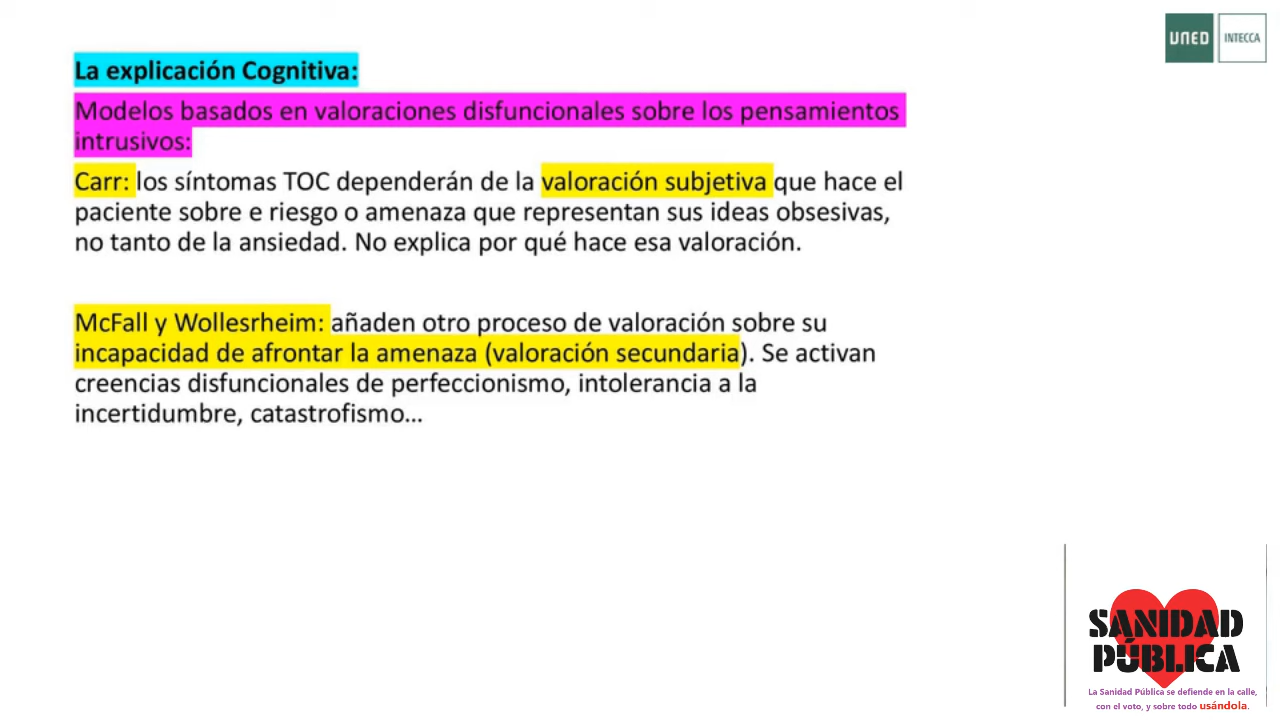 UNED INTECCA
La explicación Cognitiva:
Modelos basados en valoraciones disfuncionales sobre los pensamientos
intrusivos:
Carr: los síntomas TOC dependerán de la valoración subjetiva que hace el
paciente sobre e riesgo o amenaza que representan sus ideas obsesivas,
no tanto de la ansiedad. No explica por qué hace esa valoración.
McFall y Wollesrheim: añaden otro proceso de valoración sobre su
incapacidad de afrontar la amenaza (valoración secundaria). Se activan
creencias disfuncionales de perfeccionismo, intolerancia a la
incertidumbre, catastrofismo...
SANIDAD
PÚBLICA
La Sanidad Pública se defiende en la calle,
con el voto, y sobre todo usándola.